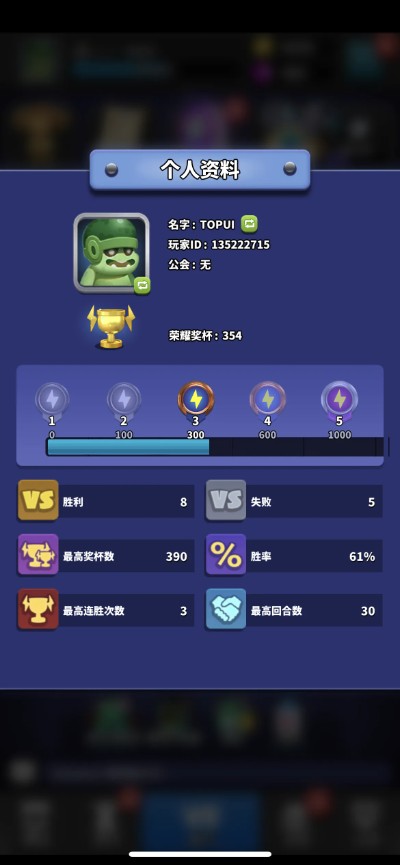 个人资料
名字: TOPUI
玩家ID: 135222715
公会: 无
荣耀奖杯: 354
1 2 3 4 5
0 100 300 600 1000
VS 胜利 8
VS 失败 5
最高奖杯数 390
% 胜率 61%
最高连胜次数 3
最高回合数 30